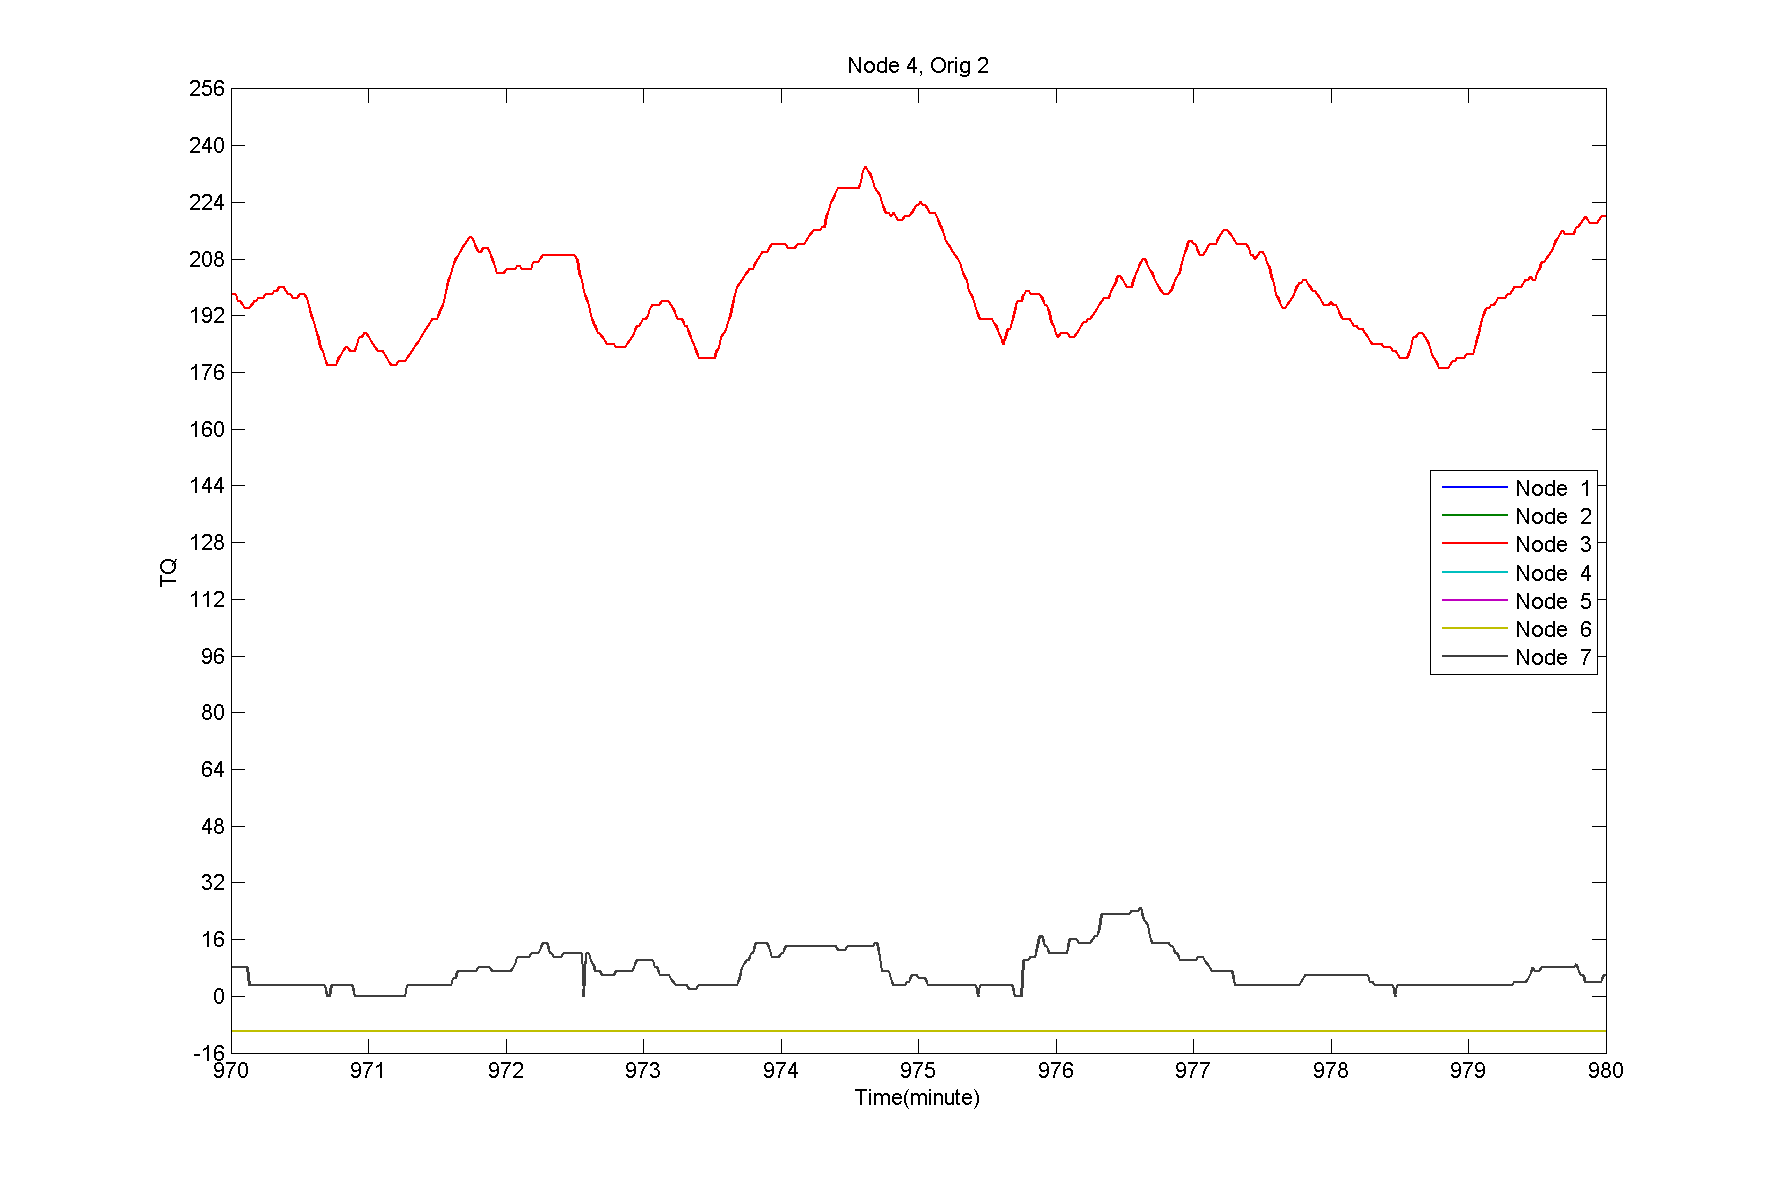 Node 4, Orig 2
256
240
224
208
192
176
160
144
128
112
96
80
64
48
32
16
0
-16
TQ
Node 1
Node 2
Node 3
Node 4
Node 5
Node 6
Node 7
970 971 972 973 974 975 976 977 978 979 980
Time(minute)